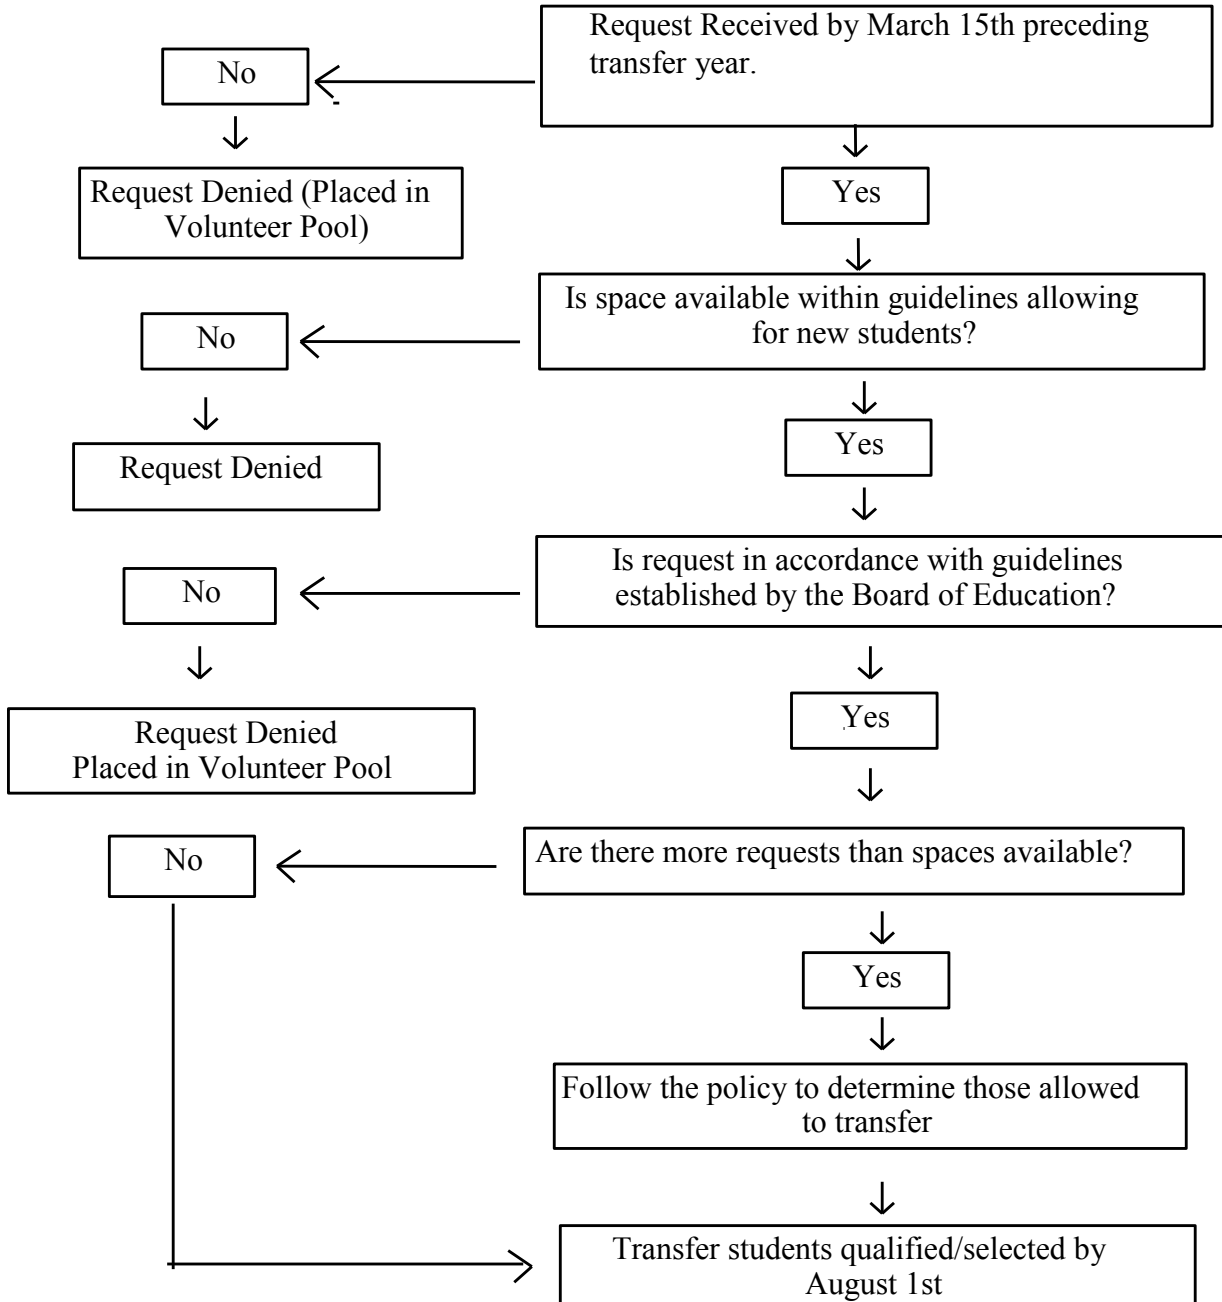 Request Received by March 15th preceding
transfer year.
No
Yes
Request Denied (Placed in
Volunteer Pool)
Is space available within guidelines allowing
for new students?
No
Yes
Request Denied
Is request in accordance with guidelines
established by the Board of Education?
No
Yes
Request Denied
Placed in Volunteer Pool
Are there more requests than spaces available?
No
Yes
Follow the policy to determine those allowed
to transfer
Transfer students qualified/selected by
August 1st